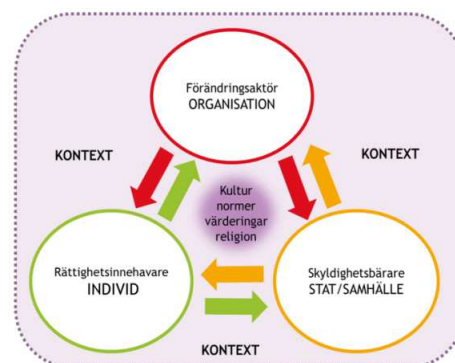 Förändringsaktör
ORGANISATION
KONTEXT
KONTEXT
Kultur
normer
värderingar
religion
Rättighetsinnehavare
INDIVID
Skyldighetsbärare
STAT/SAMHÄLLE
KONTEXT